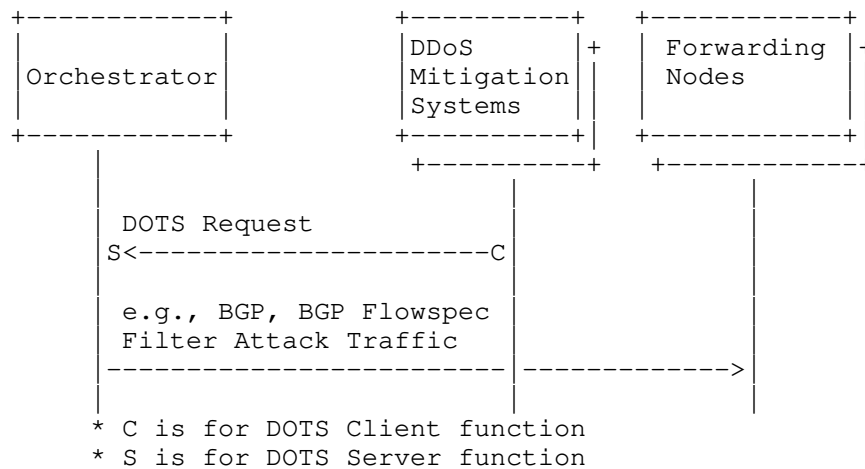 DDoS Forwarding
Orchestrator Mitigation Nodes
Systems
DOTS Request
S<----------------------C
e.g., BGP, BGP Flowspec
Filter Attack Traffic
* C is for DOTS Client function
* S is for DOTS Server function